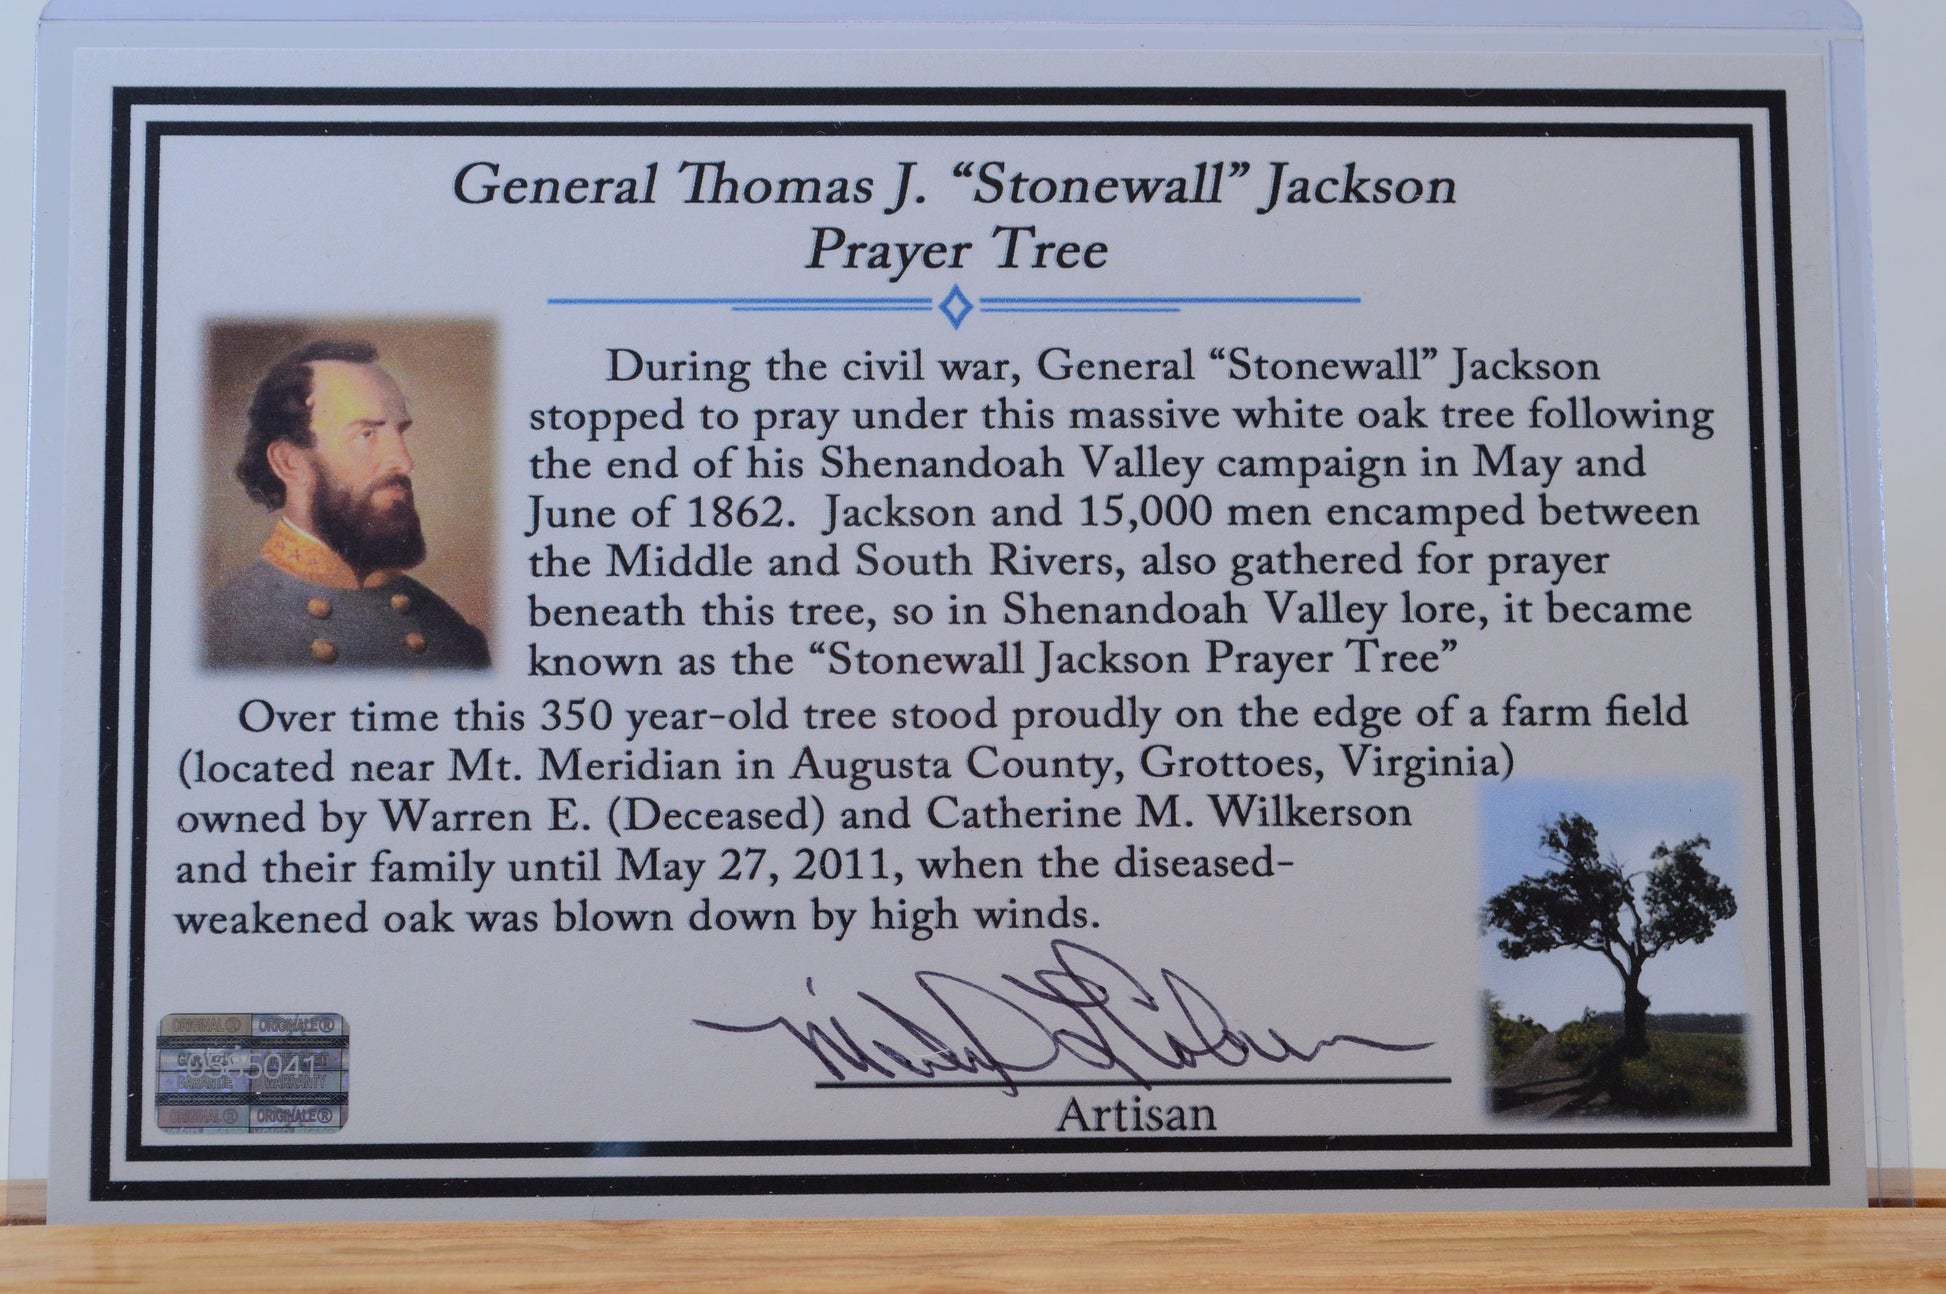 General Thomas J. “Stonewall” Jackson
Prayer Tree
During the civil war, General “Stonewall” Jackson
stopped to pray under this massive white oak tree following
the end of his Shenandoah Valley campaign in May and
June of 1862. Jackson and 15,000 men encamped between
the Middle and South Rivers, also gathered for prayer
beneath this tree, so in Shenandoah Valley lore, it became
known as the “Stonewall Jackson Prayer Tree”
Over time this 350 year-old tree stood proudly on the edge of a farm field
(located near Mt. Meridian in Augusta County, Grottoes, Virginia)
owned by Warren E. (Deceased) and Catherine M. Wilkerson
and their family until May 27, 2011, when the diseased-
weakened oak was blown down by high winds.
Artisan
ORIGINAL® ORIGINALE®
GARANTIE WARRANTY
ORIGINAL® ORIGINALE®